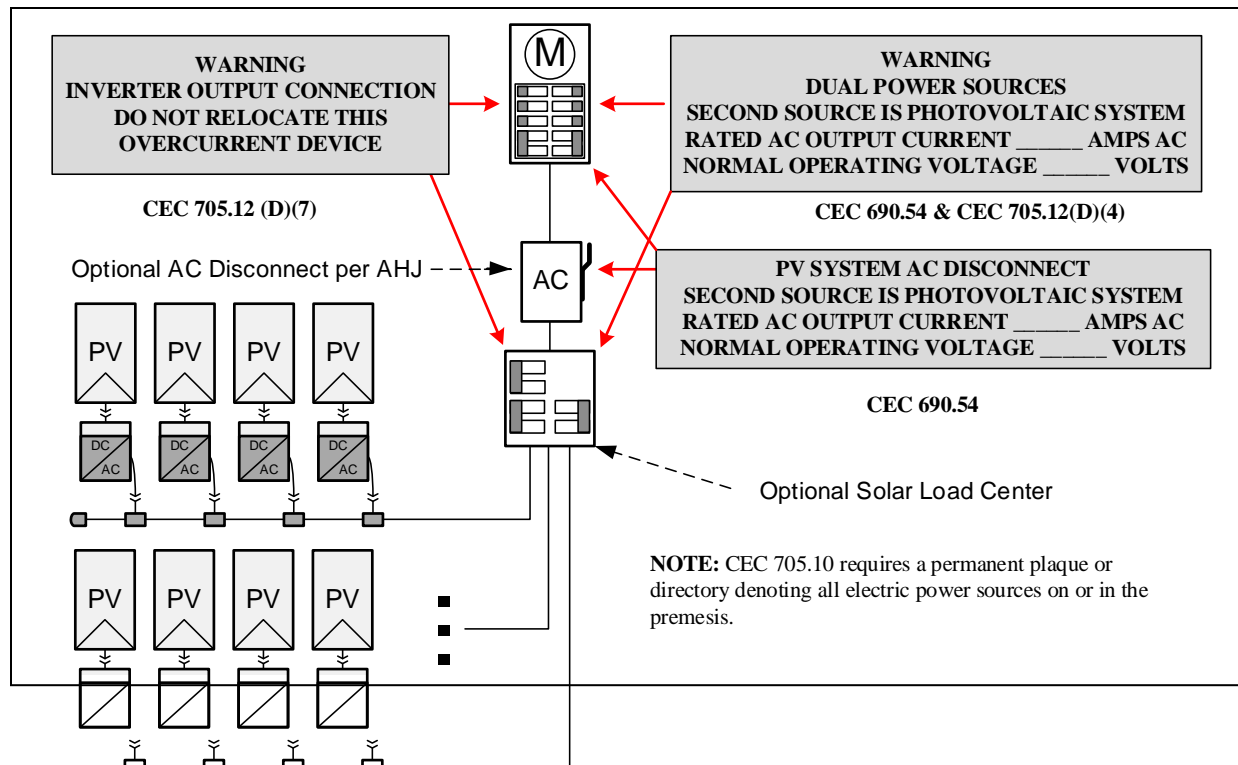 M
WARNING
INVERTER OUTPUT CONNECTION
DO NOT RELOCATE THIS
OVERCURRENT DEVICE
CEC 705.12 (D)(7)
WARNING
DUAL POWER SOURCES
SECOND SOURCE IS PHOTOVOLTAIC SYSTEM
RATED AC OUTPUT CURRENT ______ AMPS AC
NORMAL OPERATING VOLTAGE ______ VOLTS
CEC 690.54 & CEC 705.12(D)(4)
Optional AC Disconnect per AHJ
AC
PV SYSTEM AC DISCONNECT
SECOND SOURCE IS PHOTOVOLTAIC SYSTEM
RATED AC OUTPUT CURRENT ______ AMPS AC
NORMAL OPERATING VOLTAGE ______ VOLTS
CEC 690.54
PV PV PV PV
DC DC DC DC
AC AC AC AC
Optional Solar Load Center
NOTE: CEC 705.10 requires a permanent plaque or
directory denoting all electric power sources on or in the
premesis.
PV PV PV PV